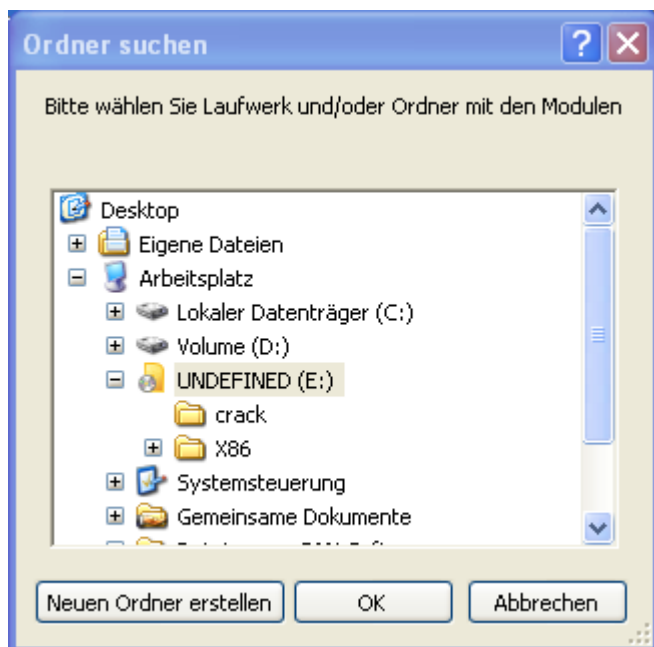 Ordner suchen
Bitte wählen Sie Laufwerk und/oder Ordner mit den Modulen
Desktop
Eigene Dateien
Arbeitsplatz
Lokaler Datenträger (C:)
Volume (D:)
UNDEFINED (E:)
crack
X86
Systemsteuerung
Gemeinsame Dokumente
Neuen Ordner erstellen OK Abbrechen